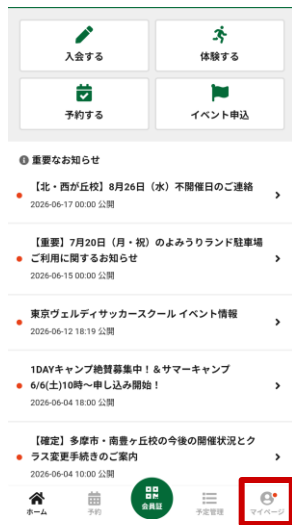 入会する
体験する
予約する
イベント申込
重要なお知らせ
【北・西が丘校】8月26日（水）不開催日のご連絡
2026-06-17 00:00 公開
【重要】7月20日（月・祝）のよみうりランド駐車場
ご利用に関するお知らせ
2026-06-15 00:00 公開
東京ヴェルディサッカースクール イベント情報
2026-06-12 18:19 公開
1DAYキャンプ絶賛募集中！＆サマーキャンプ
6/6(土)10時～申し込み開始！
2026-06-04 18:00 公開
【確定】多摩市・南豊ヶ丘校の今後の開催状況とク
ラス変更手続きのご案内
2026-06-04 10:00 公開
ホーム
予約
会員証
予定管理
マイページ